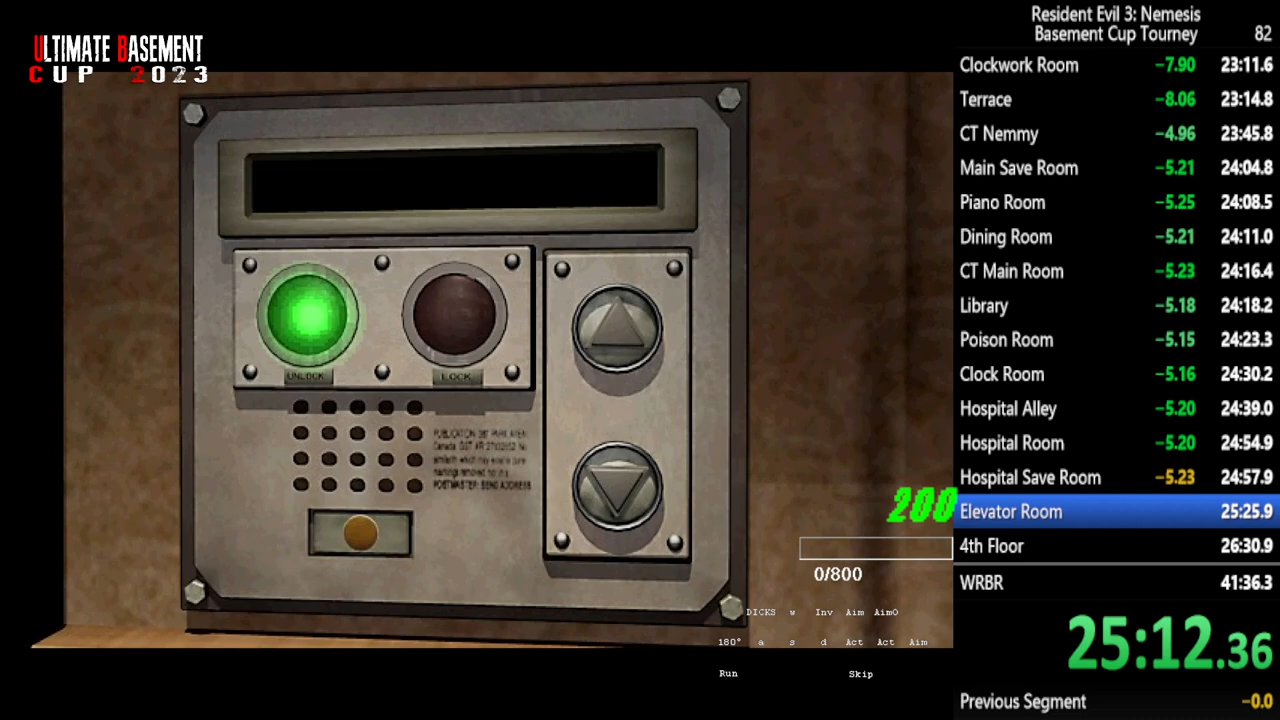 ULTIMATE BASEMENT
CUP 2023
UNLOCK
LOCK
POSTMASTER: SEND ADDRESS
200
0/800
DICKS w Inv Aim AimO
180° a s d Act Act Aim
Run Skip
Resident Evil 3: Nemesis
Basement Cup Tourney 82
Clockwork Room −7.90 23:11.6
Terrace −8.06 23:14.8
CT Nemmy −4.96 23:45.8
Main Save Room −5.21 24:04.8
Piano Room −5.25 24:08.5
Dining Room −5.21 24:11.0
CT Main Room −5.23 24:16.4
Library −5.18 24:18.2
Poison Room −5.15 24:23.3
Clock Room −5.16 24:30.2
Hospital Alley −5.20 24:39.0
Hospital Room −5.20 24:54.9
Hospital Save Room −5.23 24:57.9
Elevator Room 25:25.9
4th Floor 26:30.9
WRBR 41:36.3
25:12.36
Previous Segment −0.0